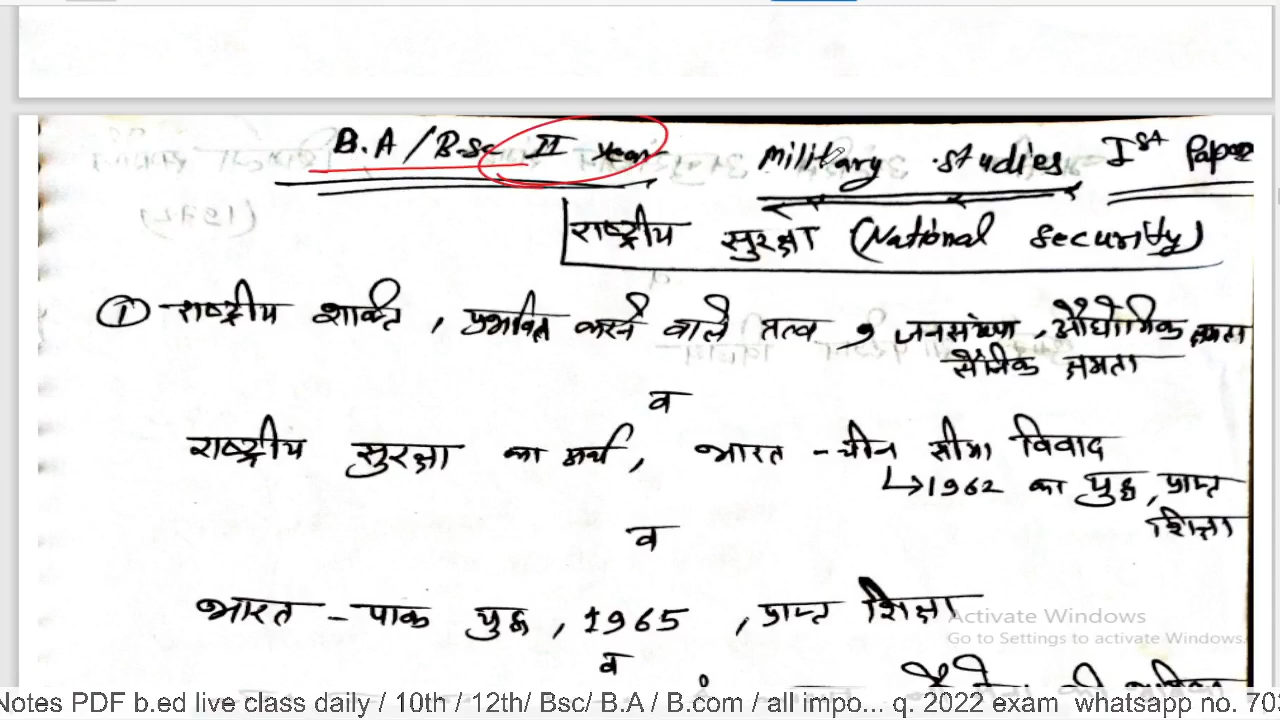 B.A / B.sc II Year Military studies Ist Paper
राष्ट्रीय सुरक्षा (National Security)
① राष्ट्रीय शक्ति, प्रभावित करने वाले तत्व, जनसंख्या, औद्योगिक क्षमता
सैनिक क्षमता
व
राष्ट्रीय सुरक्षा का अर्थ, भारत - चीन सीमा विवाद
↳1962 का युद्ध, प्राप्त
शिक्षा
व
भारत - पाक युद्ध, 1965, प्राप्त शिक्षा
Activate Windows
Go to Settings to activate Windows.
व
Notes PDF b.ed live class daily / 10th / 12th/ Bsc/ B.A / B.com / all impo... q. 2022 exam whatsapp no. 703